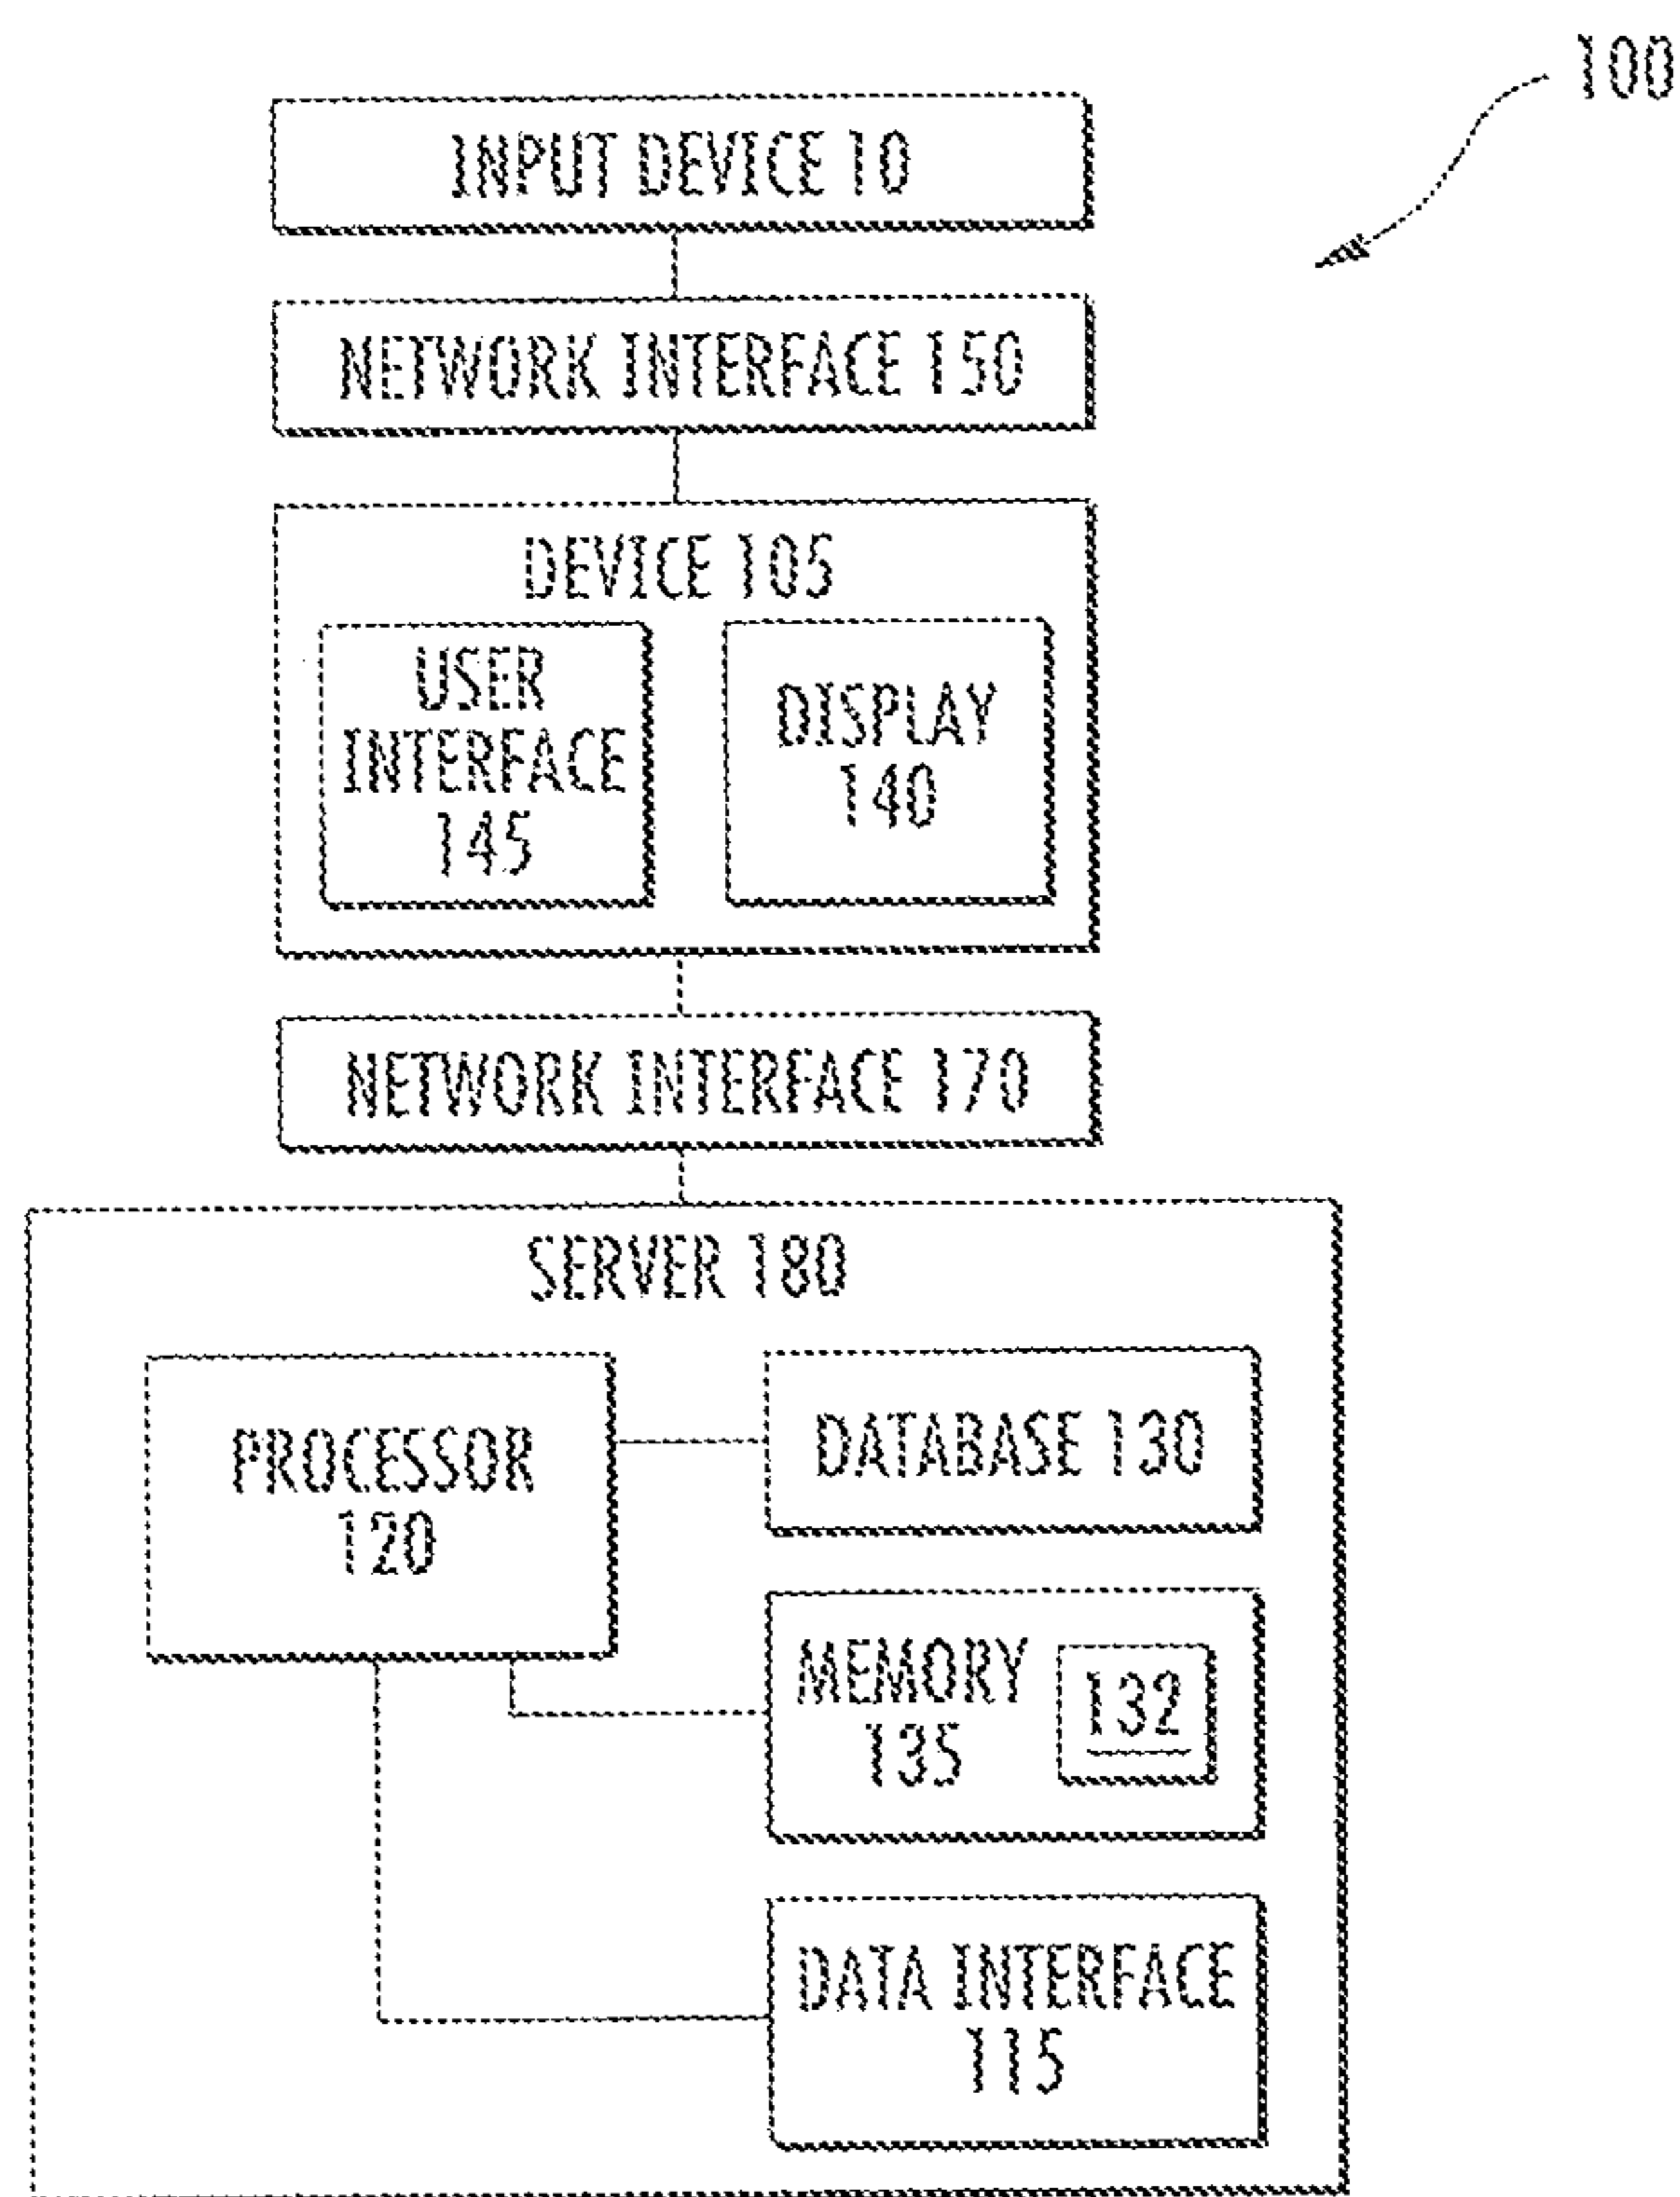 100
INPUT DEVICE 10
NETWORK INTERFACE 150
DEVICE 105
USER
INTERFACE
145
DISPLAY
140
NETWORK INTERFACE 170
SERVER 180
PROCESSOR
120
DATABASE 130
MEMORY
135
132
DATA INTERFACE
115